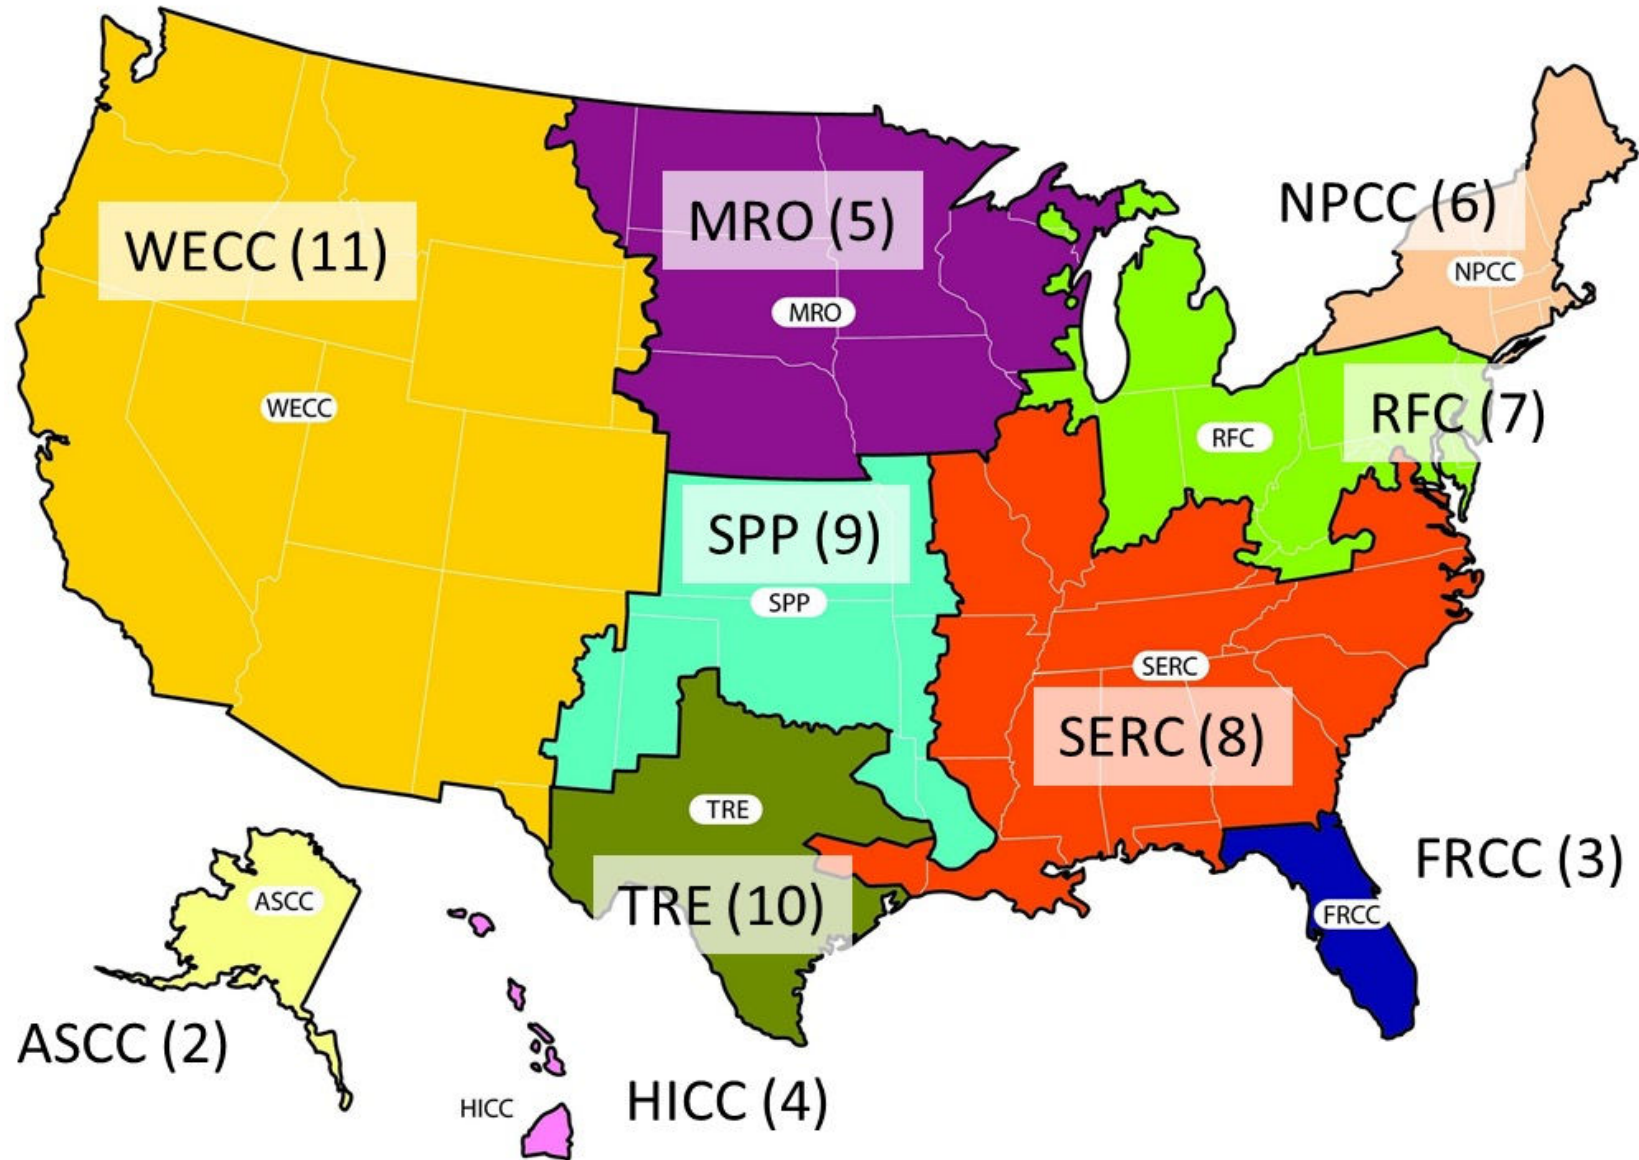 NPCC (6)
MRO (5)
WECC (11)
NPCC
MRO
RFC (7)
WECC
RFC
SPP (9)
SPP
SERC
SERC (8)
TRE
FRCC (3)
ASCC
TRE (10)
FRCC
ASCC (2)
HICC (4)
HICC